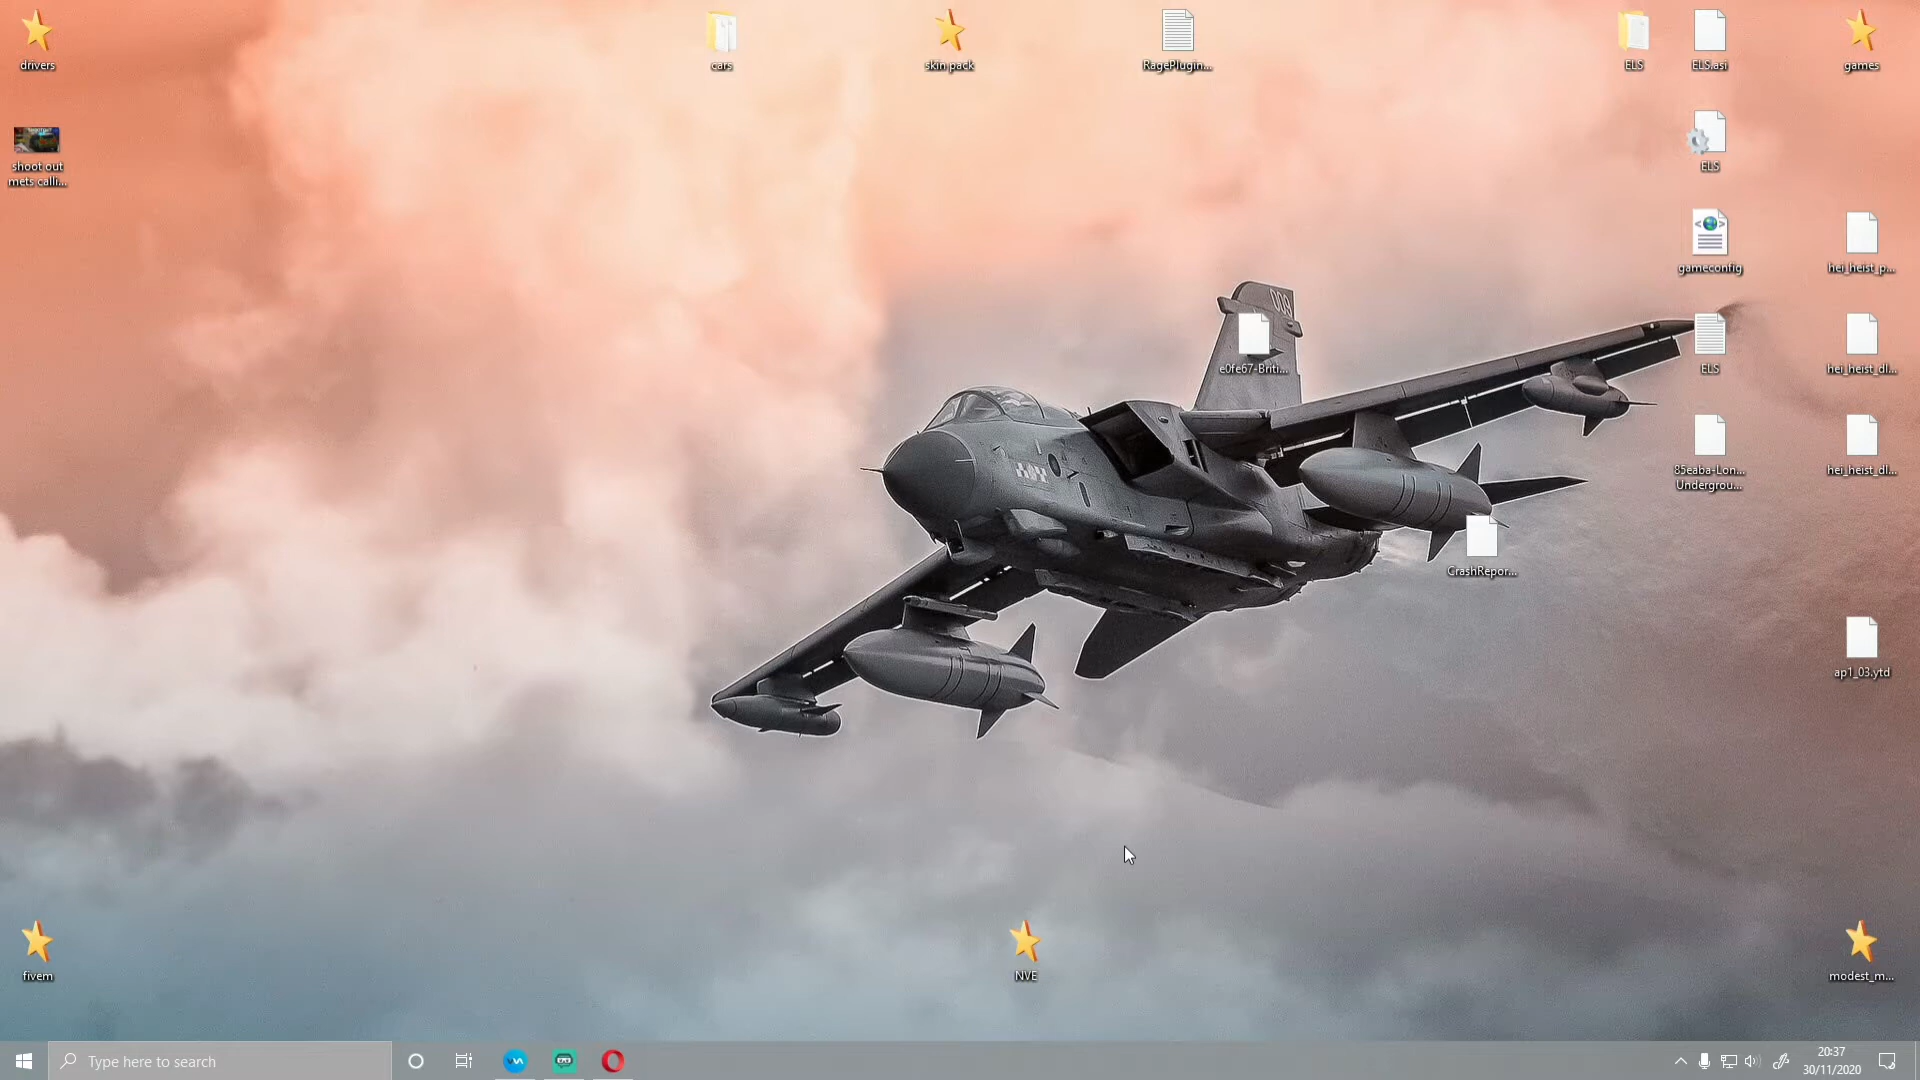 drivers
cars
skin pack
RagePlugin...
ELS
ELS.asi
games
shoot out
mets calli...
ELS
gameconfig
hei_heist_p...
009
e0fe67-Briti...
ELS
hei_heist_dl...
85eaba-Lon...
Undergrou...
hei_heist_dl...
CrashRepor...
ap1_03.ytd
fivem
NVE
modest_m...
Type here to search
20:37
30/11/2020